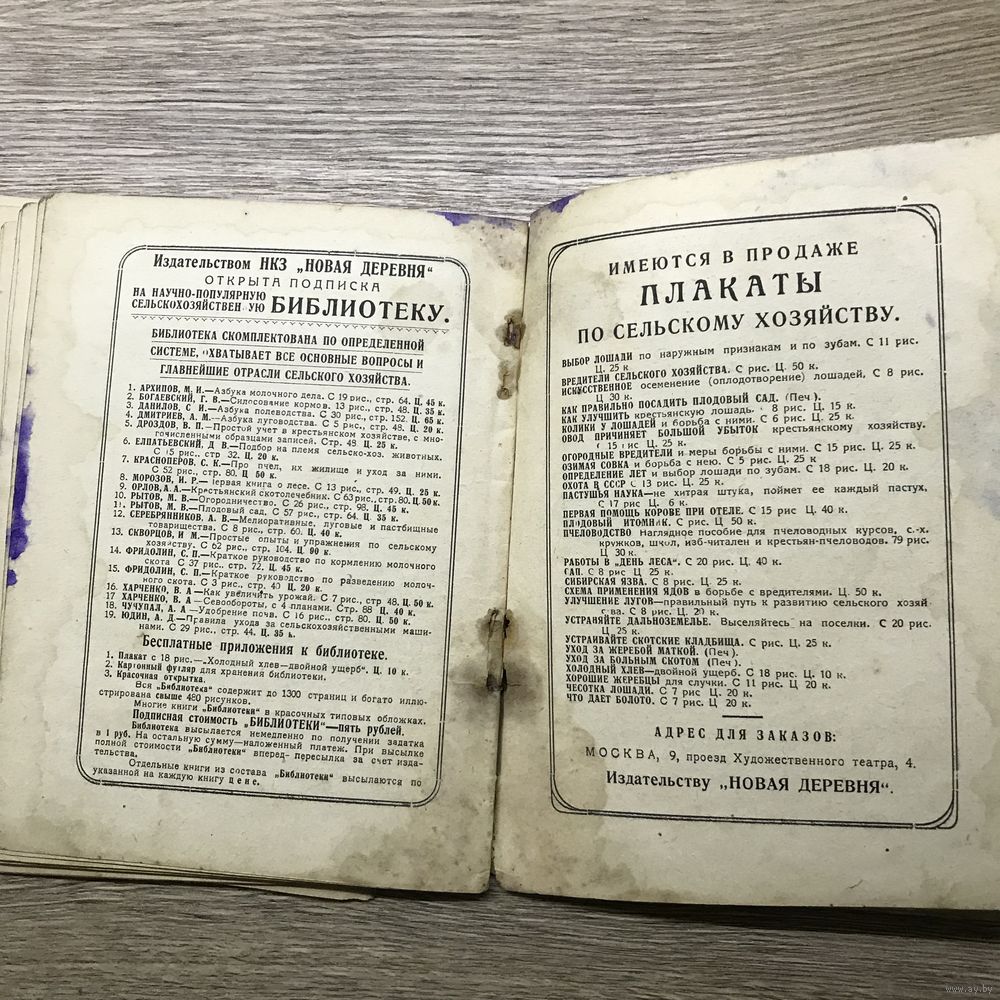 Издательством НКЗ „НОВАЯ ДЕРЕВНЯ“
ОТКРЫТА ПОДПИСКА
НА НАУЧНО-ПОПУЛЯРНУЮ
СЕЛЬСКОХОЗЯЙСТВЕН УЮ БИБЛИОТЕКУ.
БИБЛИОТЕКА СКОМПЛЕКТОВАНА ПО ОПРЕДЕЛЕННОЙ
СИСТЕМЕ, ОХВАТЫВАЕТ ВСЕ ОСНОВНЫЕ ВОПРОСЫ И
ГЛАВНЕЙШИЕ ОТРАСЛИ СЕЛЬСКОГО ХОЗЯЙСТВА.
1. АРХИПОВ, М. И.—Азбука молочного дела. С 19 рис., стр. 64. Ц. 45 к.
2. БОГАЕВСКИЙ, Г. В.—Силосование кормов. 13 рис., стр. 48. Ц. 35 к.
3. ДАНИЛОВ, С И.—Азбука полеводства. С 30 рис., стр. 152. Ц. 65 к.
4. ДМИТРИЕВ, А. М.—Азбука луговодства. С 5 рис., стр. 48. Ц. 20 к.
5. ДРОЗДОВ, В. П.—Простой учет в крестьянском хозяйстве, с мно-
гочисленными образцами записей. Стр. 48 Ц. 25 к.
6. ЕЛПАТЬЕВСКИЙ, Д В.—Подбор на племя сельско-хоз. животных.
С 15 рис., стр 32. Ц. 20 к.
7. КРАСНОПЕРОВ, С. К.—Про пчел, их жилище и уход за ними.
С 52 рис., стр. 80. Ц. 50 к.
8. МОРОЗОВ, И. Р.—Первая книга о лесе. С 13 рис., стр. 49. Ц. 25 к.
9. ОРЛОВ, А. А.—Крестьянский скотолечебник. С 63 рис., стр. 80. Ц. 50 к.
10. РЫТОВ, М. В.—Огородничество. С 26 рис., стр. 98. Ц. 45 к.
11. РЫТОВ, М. В.—Плодовый сад. С 57 рис., стр. 64. Ц. 35 к.
12. СЕРЕБРЯННИКОВ, А. В.—Мелиоративные, луговые и пастбищные
товарищества. С 8 рис., стр. 60. Ц. 40 к.
13. СКВОРЦОВ, И М.—Простые опыты и упражнения по сельскому
хозяйству. С 62 рис., стр. 104. Ц. 90 к.
14. ФРИДОЛИН, С. П.—Краткое руководство по кормлению молочного
скота С 37 рис., стр. 72. Ц. 45 к.
15. ФРИДОЛИН, С. П.—Краткое руководство по разведению молоч-
ного скота. С 3 рис., стр. 40 Ц. 20 к.
16. ХАРЧЕНКО, В. А.—Как увеличить урожай. С 7 рис., стр. 48. Ц. 50 к.
17 ХАРЧЕНКО, В. А—Севообороты, с 4 планами. Стр. 88 Ц. 40 к.
18. ЧУЧУПАЛ, А. А—Удобрение почв. С 16 рис., стр. 80. Ц. 50 к.
19. ЮДИН, А. Д—Правила ухода за сельскохозяйственными маши-
нами. С 29 рис., стр. 44. Ц. 35 к.
Бесплатные приложения к библиотеке.
1. Плакат с 18 рис.—„Холодный хлев—двойной ущерб“. Ц. 10 к.
2. Картонный футляр для хранения библиотеки.
3. Красочная открытка.
Вся „Библиотека“ содержит до 1300 страниц и богато иллю-
стрирована свыше 480 рисунков.
Многие книги „Библиотеки“ в красочных типовых обложках.
Подписная стоимость „БИБЛИОТЕКИ“—пять рублей.
Библиотека высылается немедленно по получении задатка
в 1 руб. На остальную сумму—наложенный платеж. При высылке
полной стоимости „Библиотеки“ вперед—пересылка за счет изда-
тельства.
Отдельные книги из состава „Библиотеки“ высылаются по
указанной на каждую книгу цене.
ИМЕЮТСЯ В ПРОДАЖЕ
ПЛАКАТЫ
ПО СЕЛЬСКОМУ ХОЗЯЙСТВУ.
ВЫБОР ЛОШАДИ по наружным признакам и по зубам. С 11 рис.
Ц. 25 к.
ВРЕДИТЕЛИ СЕЛЬСКОГО ХОЗЯЙСТВА. С рис. Ц. 50 к.
ИСКУССТВЕННОЕ осеменение (оплодотворение) лошадей, С 8 рис.
Ц. 30 к.
КАК ПРАВИЛЬНО ПОСАДИТЬ ПЛОДОВЫЙ САД. (Печ).
КАК УЛУЧШИТЬ крестьянскую лошадь. С 8 рис. Ц. 15 к.
КОЛИКИ У ЛОШАДЕЙ и борьба с ними. С 6 рис. Ц. 25 к.
ОВОД ПРИЧИНЯЕТ БОЛЬШОЙ УБЫТОК крестьянскому хозяйству.
С 15 рис Ц. 25 к.
ОГОРОДНЫЕ ВРЕДИТЕЛИ и меры борьбы с ними. С 15 рис. Ц. 25 к.
ОЗИМАЯ СОВКА и борьба с нею. С 5 рис. Ц. 25 к.
ОПРЕДЕЛЕНИЕ ЛЕТ и выбор лошади по зубам. С 18 рис. Ц. 20 к.
ОХОТА В СССР С 13 рис. Ц. 25 к.
ПАСТУШЬЯ НАУКА—не хитрая штука, поймет ее каждый пастух,
С 17 рис. Ц. 25 к.
ПЕРВАЯ ПОМОЩЬ КОРОВЕ ПРИ ОТЕЛЕ. С 15 рис Ц. 40 к.
ПЛОДОВЫЙ ИТОМНИК. С рис. Ц 50 к.
ПЧЕЛОВОДСТВО Наглядное пособие для пчеловодных курсов, с.-х.
кружков, школ, изб-читален и крестьян-пчеловодов. 79 рис.
Ц 30 к.
РАБОТЫ В „ДЕНЬ ЛЕСА“. С 20 рис. Ц. 40 к.
САП. С 8 рис Ц. 25 к.
СИБИРСКАЯ ЯЗВА. С 8 рис. Ц. 25 к.
СХЕМА ПРИМЕНЕНИЯ ЯДОВ в борьбе с вредителями. Ц. 50 к.
УЛУЧШЕНИЕ ЛУГОВ—правильный путь к развитию сельского хозяй
ства. С 8 рис Ц. 20 к.
УСТРАНЯЙТЕ ДАЛЬНОЗЕМЕЛЬЕ. Выселяйтесь на поселки. С 20 рис.
Ц. 25 к.
УСТРАИВАЙТЕ СКОТСКИЕ КЛАДБИЩА. С рис. Ц. 25 к.
УХОД ЗА ЖЕРЕБОЙ МАТКОЙ. (Печ).
УХОД ЗА БОЛЬНЫМ СКОТОМ (Печ).
ХОЛОДНЫЙ ХЛЕВ—двойной ущерб. С 18 рис. Ц. 10 к.
ХОРОШИЕ ЖЕРЕБЦЫ для случки. С 11 рис. Ц. 20 к.
ЧЕСОТКА ЛОШАДЕЙ. С 7 рис Ц. 20 к.
ЧТО ДАЕТ БОЛОТО. С 7 рис. Ц 20 к.
АДРЕС ДЛЯ ЗАКАЗОВ:
МОСКВА, 9, проезд Художественного театра, 4.
Издательству „НОВАЯ ДЕРЕВНЯ“.
www.ay.by